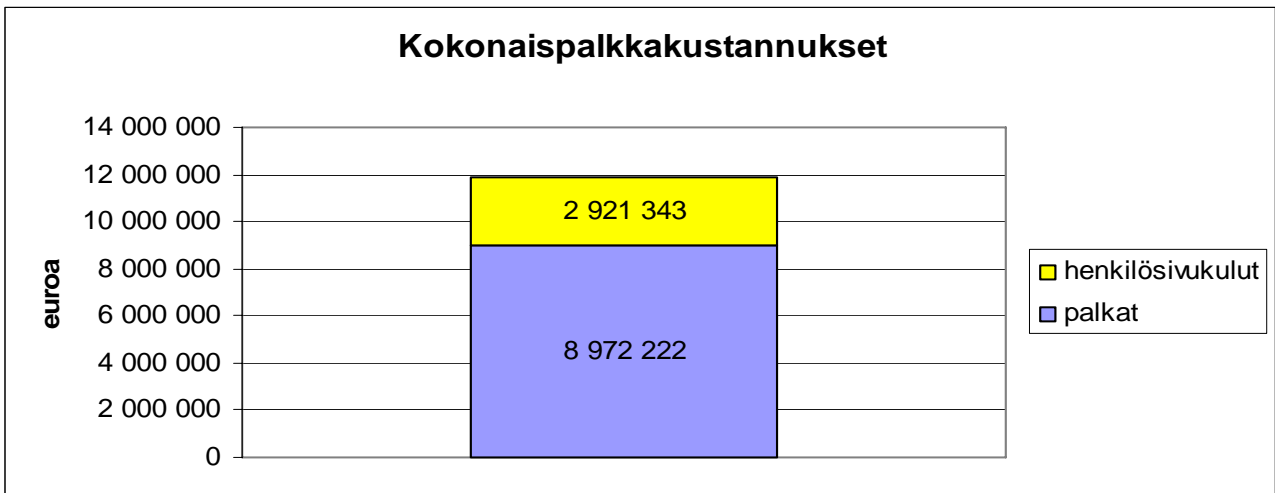 Kokonaispalkkakustannukset
14 000 000
12 000 000
10 000 000
8 000 000
6 000 000
4 000 000
2 000 000
0
euroa
2 921 343
8 972 222
henkilösivukulut
palkat